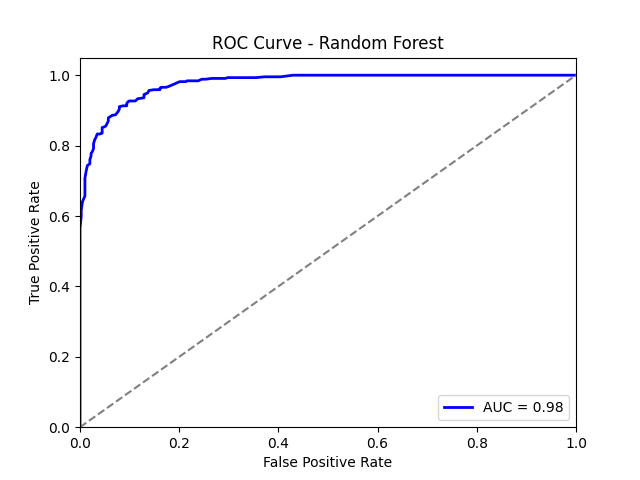 ROC Curve - Random Forest
True Positive Rate
1.0
0.8
0.6
0.4
0.2
0.0
0.0 0.2 0.4 0.6 0.8 1.0
False Positive Rate
AUC = 0.98